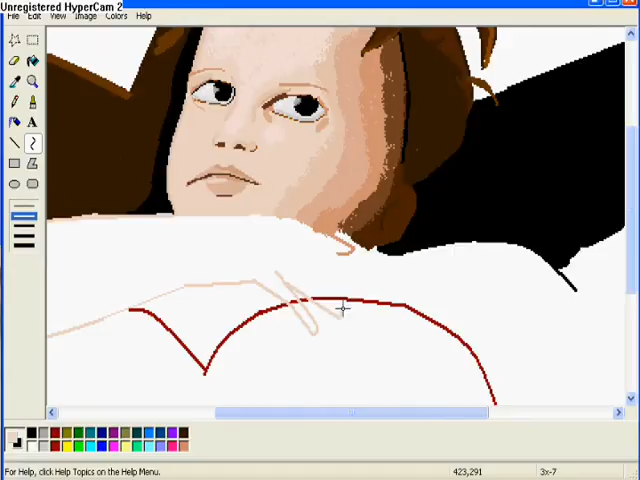 Unregistered HyperCam 2
File Edit View Image Colors Help
A
For Help, click Help Topics on the Help Menu.
423,291
3x-7